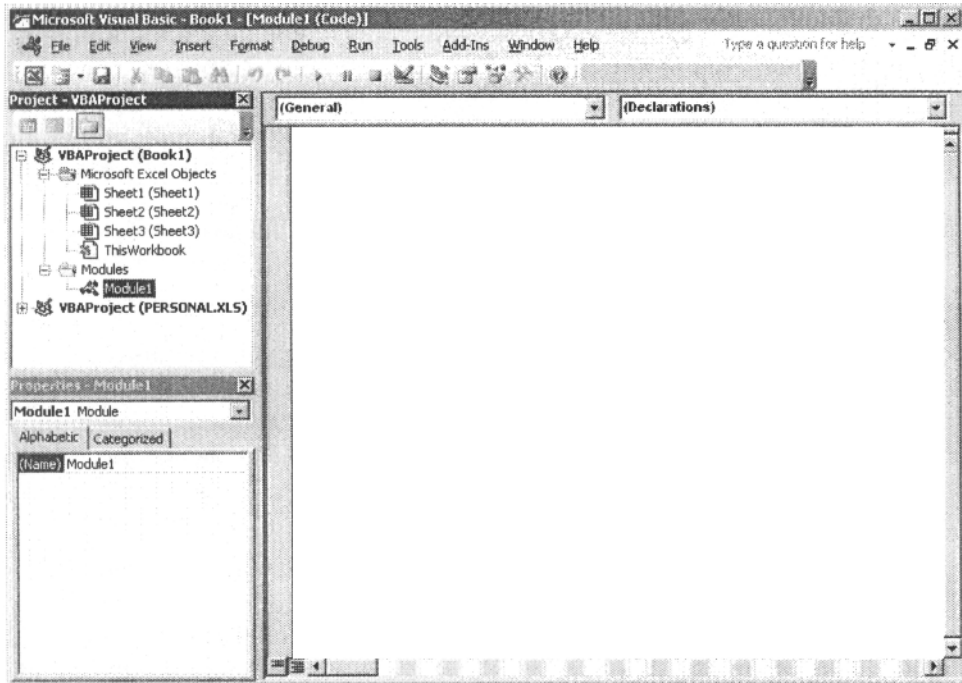 Microsoft Visual Basic - Book1 - [Module1 (Code)]
File Edit View Insert Format Debug Run Tools Add-Ins Window Help Type a question for help
Project - VBAProject
(General) (Declarations)
VBAProject (Book1)
Microsoft Excel Objects
Sheet1 (Sheet1)
Sheet2 (Sheet2)
Sheet3 (Sheet3)
ThisWorkbook
Modules
Module1
VBAProject (PERSONAL.XLS)
Properties - Module1
Module1 Module
Alphabetic Categorized
(Name) Module1